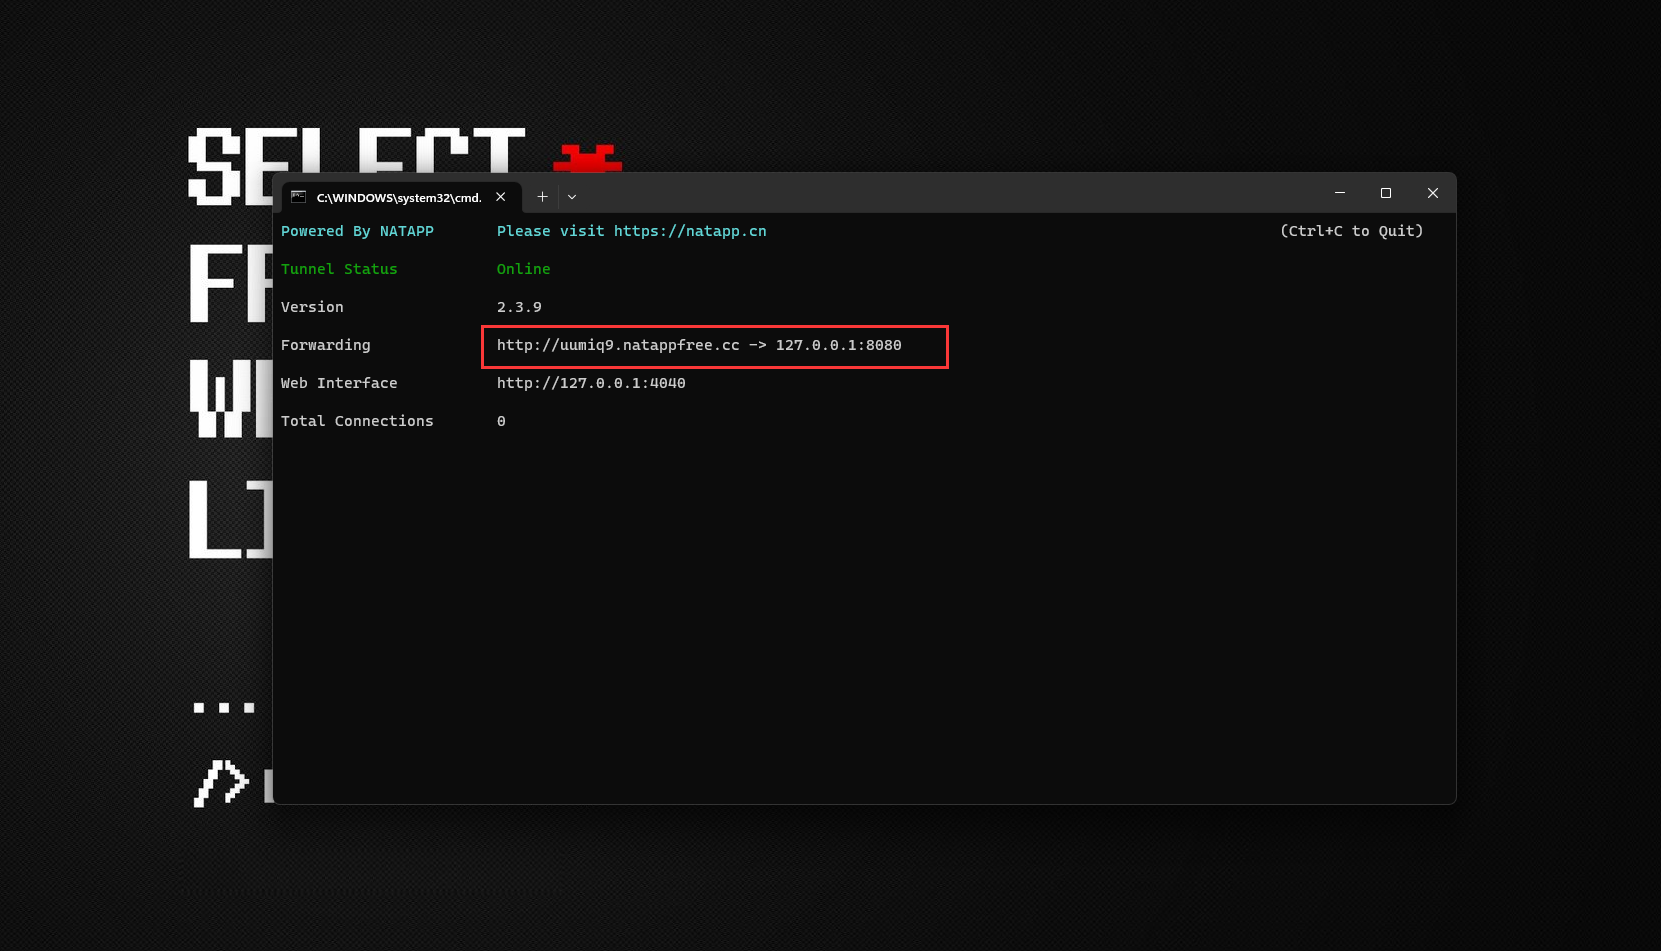 SELECT *
C:\WINDOWS\system32\cmd.
Powered By NATAPP Please visit https://natapp.cn (Ctrl+C to Quit)
Tunnel Status Online
Version 2.3.9
Forwarding http://uumiq9.natappfree.cc -> 127.0.0.1:8080
Web Interface http://127.0.0.1:4040
Total Connections 0
...
/>